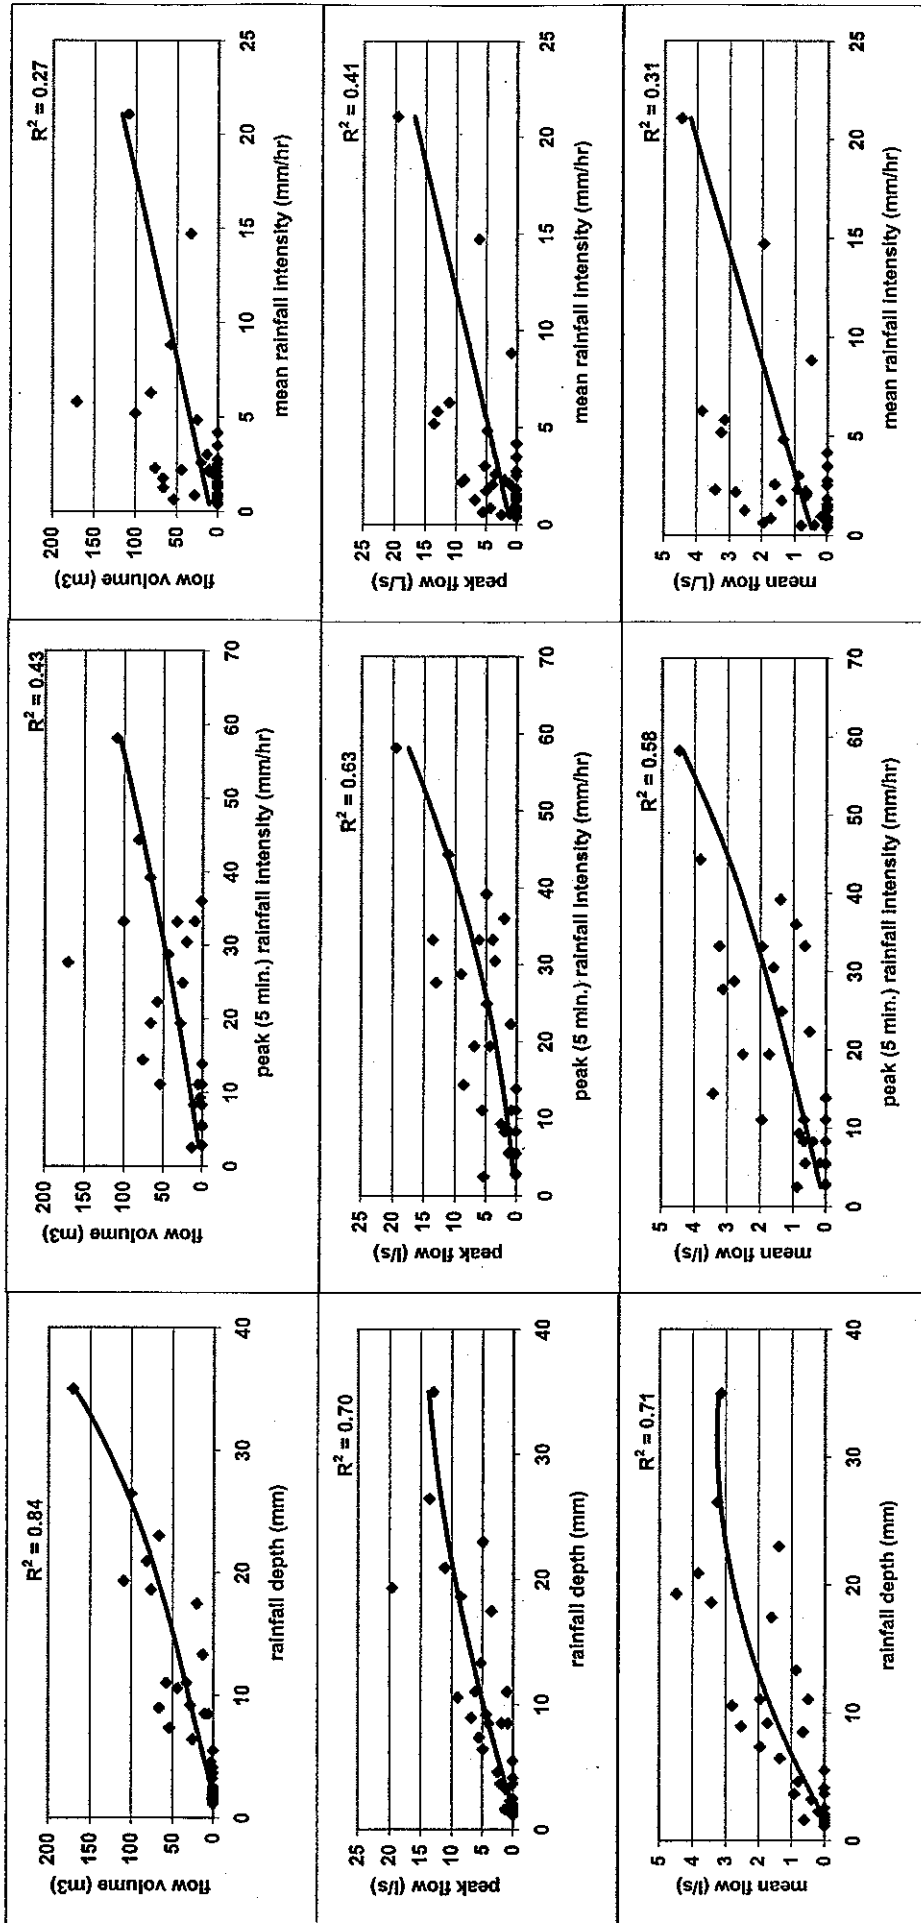 R² = 0.84
flow volume (m3)
200
150
100
50
0
0 10 20 30 40
rainfall depth (mm)
R² = 0.43
flow volume (m3)
200
150
100
50
0
0 10 20 30 40 50 60 70
peak (5 min.) rainfall intensity (mm/hr)
R² = 0.27
flow volume (m3)
200
150
100
50
0
0 5 10 15 20 25
mean rainfall intensity (mm/hr)
R² = 0.70
peak flow (l/s)
25
20
15
10
5
0
0 10 20 30 40
rainfall depth (mm)
R² = 0.63
peak flow (l/s)
25
20
15
10
5
0
0 10 20 30 40 50 60 70
peak (5 min.) rainfall Intensity (mm/hr)
R² = 0.41
peak flow (L/s)
25
20
15
10
5
0
0 5 10 15 20 25
mean rainfall intensity (mm/hr)
R² = 0.71
mean flow (l/s)
5
4
3
2
1
0
0 10 20 30 40
rainfall depth (mm)
R² = 0.58
mean flow (l/s)
5
4
3
2
1
0
0 10 20 30 40 50 60 70
peak (5 min.) rainfall intensity (mm/hr)
R² = 0.31
mean flow (L/s)
5
4
3
2
1
0
0 5 10 15 20 25
mean rainfall intensity (mm/hr)